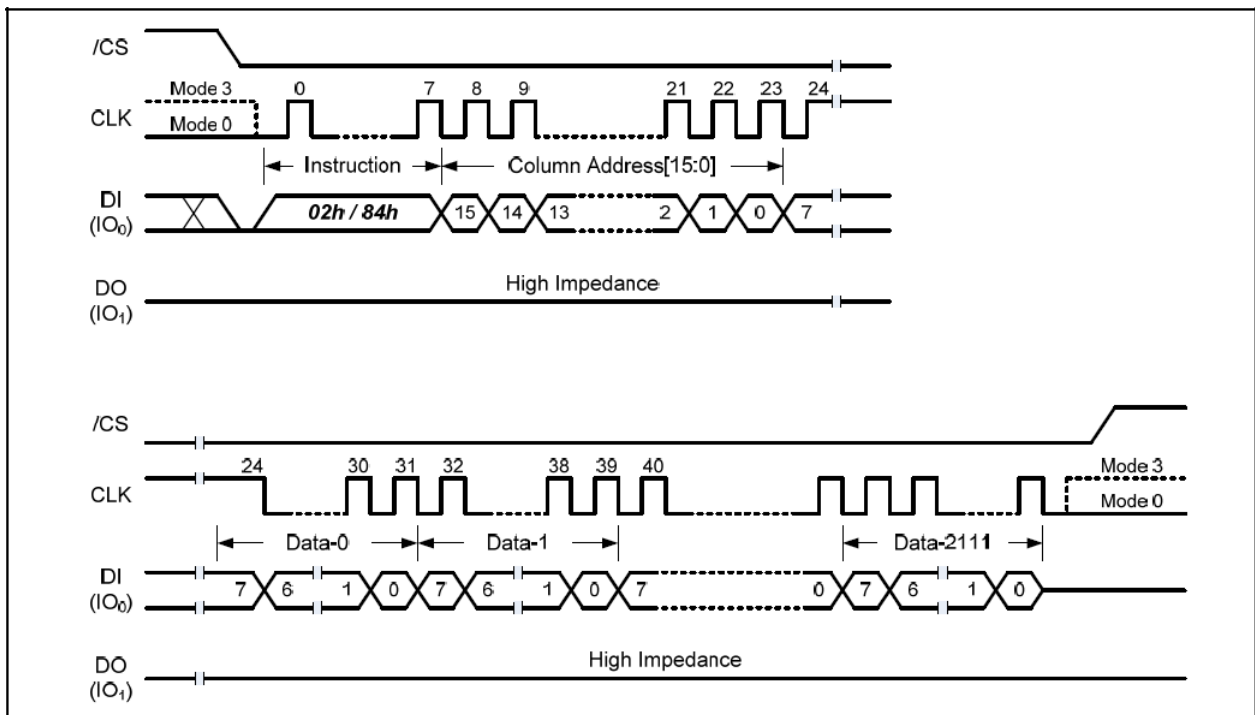 /CS
Mode 3 0 7 8 9 21 22 23 24
CLK
Mode 0
Instruction Column Address[15:0]
DI
(IO₀)
02h / 84h 15 14 13 2 1 0 7
High Impedance
DO
(IO₁)
/CS
24 30 31 32 38 39 40 Mode 3
CLK
Mode 0
Data-0 Data-1 Data-2111
DI
(IO₀)
7 6 1 0 7 6 1 0 7 0 7 6 1 0
High Impedance
DO
(IO₁)